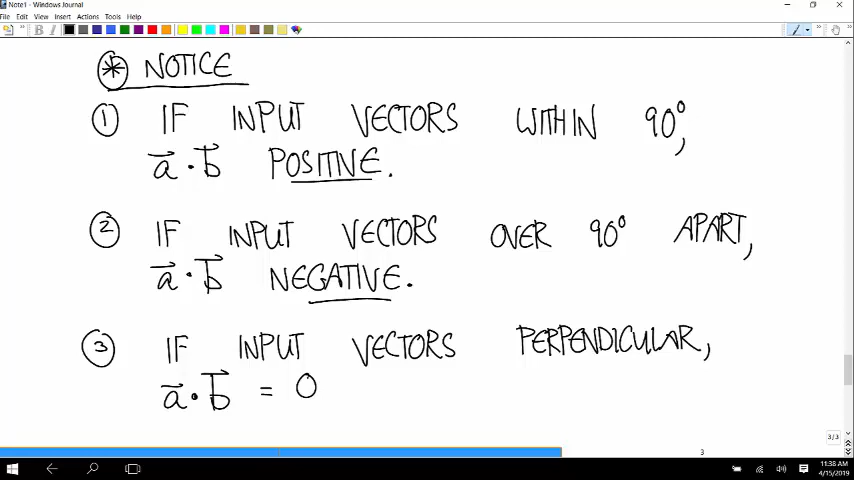 Note1 - Windows Journal
File Edit View Insert Actions Tools Help
B I
* NOTICE
① IF INPUT VECTORS WITHIN 90°,
a⃗ · b⃗ POSITIVE.
② IF INPUT VECTORS OVER 90° APART,
a⃗ · b⃗ NEGATIVE.
③ IF INPUT VECTORS PERPENDICULAR,
a⃗ · b⃗ = 0
3/3
3
11:38 AM
4/15/2019